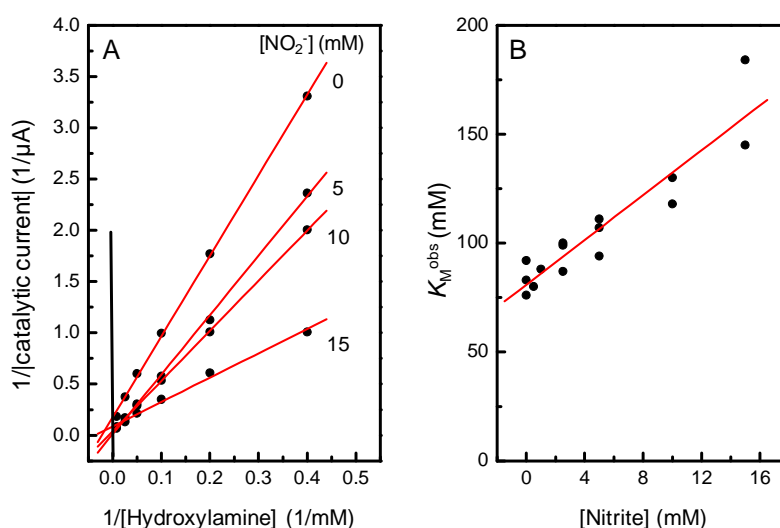 A
[NO₂⁻] (mM)
0
5
10
15
4.0
3.5
3.0
2.5
2.0
1.5
1.0
0.5
0.0
1/|catalytic current| (1/µA)
0.0 0.1 0.2 0.3 0.4 0.5
1/[Hydroxylamine] (1/mM)
B
200
150
100
50
0
K_M^obs (mM)
0 4 8 12 16
[Nitrite] (mM)